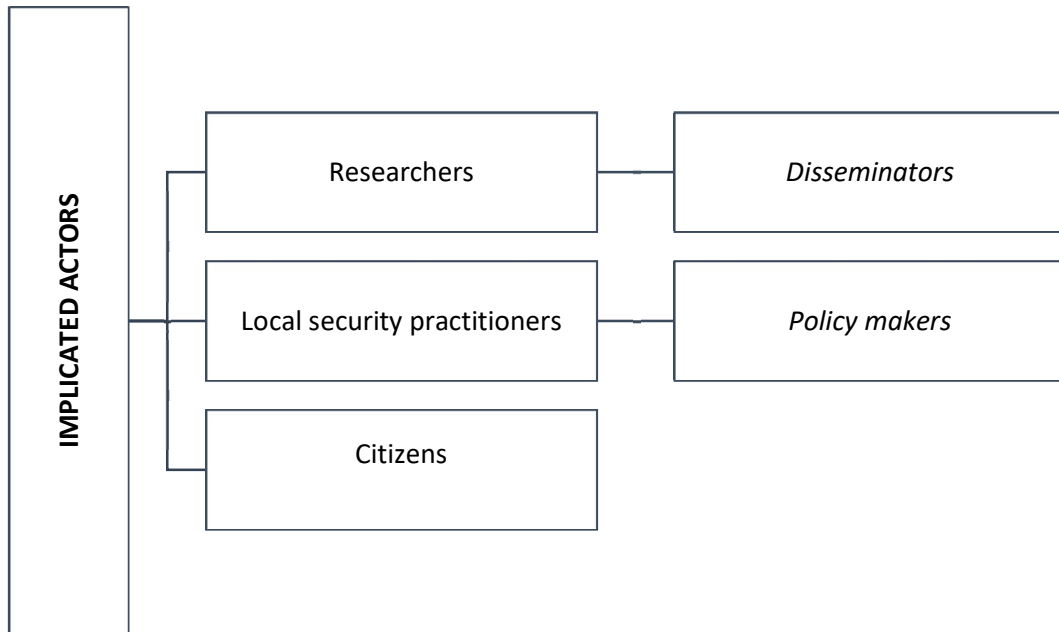 IMPLICATED ACTORS
Researchers
Disseminators
Local security practitioners
Policy makers
Citizens